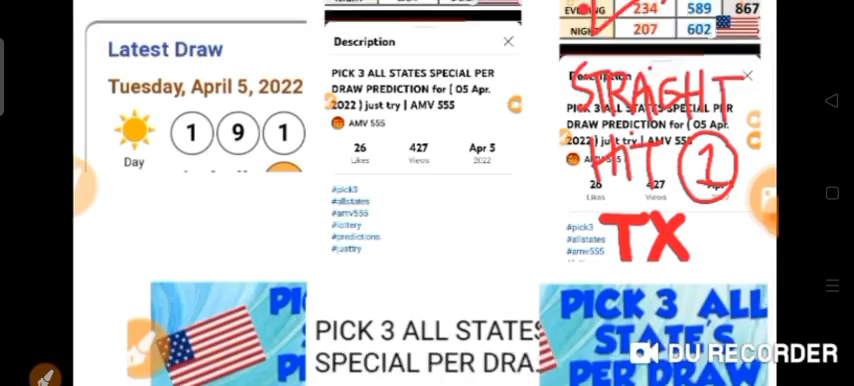 Latest Draw
Tuesday, April 5, 2022
1 9 1
Day
Description
PICK 3 ALL STATES SPECIAL PER
DRAW PREDICTION for ( 05 Apr.
2022 ) just try | AMV 555
AMV 555
26 427 Apr 5
Likes Views 2022
#pick3
#allstates
#amv555
#lottery
#predictions
#justtry
PICK 3 ALL STATES
SPECIAL PER DRA
EVENING 234 589 867
NIGHT 207 602
STRAIGHT
HiT 1
TX
PICK 3 ALL STATES SPECIAL PER
DRAW PREDICTION for ( 05 Apr.
2022 ) just try | AMV 555
26 427
Likes Views
#pick3
#allstates
#amv555
PICK 3 ALL
STATE'S
PER DRAW
DU RECORDER